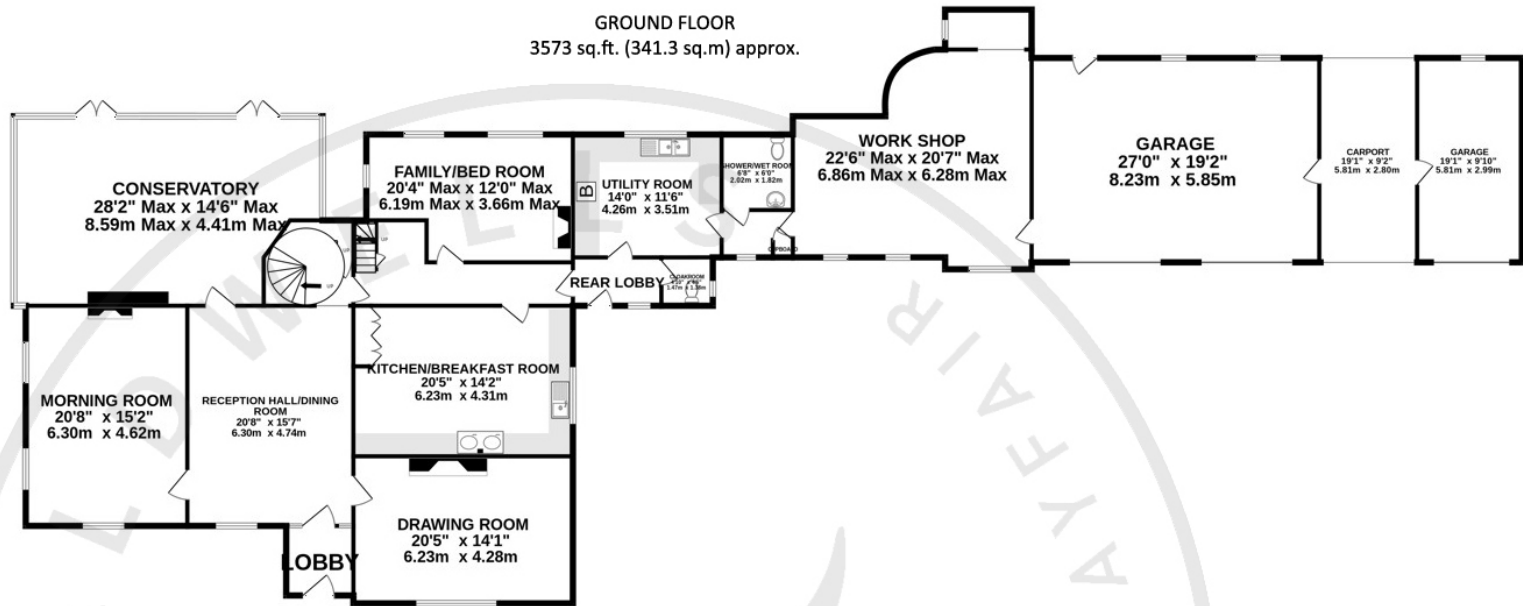 GROUND FLOOR
3573 sq.ft. (341.3 sq.m) approx.
CONSERVATORY
28'2" Max x 14'6" Max
8.59m Max x 4.41m Max
FAMILY/BED ROOM
20'4" Max x 12'0" Max
6.19m Max x 3.66m Max
UTILITY ROOM
14'0" x 11'6"
4.26m x 3.51m
B
SHOWER/WET ROOM
6'8" x 6'0"
2.02m x 1.82m
CUPBOARD
WORK SHOP
22'6" Max x 20'7" Max
6.86m Max x 6.28m Max
GARAGE
27'0" x 19'2"
8.23m x 5.85m
CARPORT
19'1" x 9'2"
5.81m x 2.80m
GARAGE
19'1" x 9'10"
5.81m x 2.99m
UP
UP
UP
REAR LOBBY
CLOAKROOM
MORNING ROOM
20'8" x 15'2"
6.30m x 4.62m
RECEPTION HALL/DINING
ROOM
20'8" x 15'7"
6.30m x 4.74m
KITCHEN/BREAKFAST ROOM
20'5" x 14'2"
6.23m x 4.31m
DRAWING ROOM
20'5" x 14'1"
6.23m x 4.28m
LOBBY